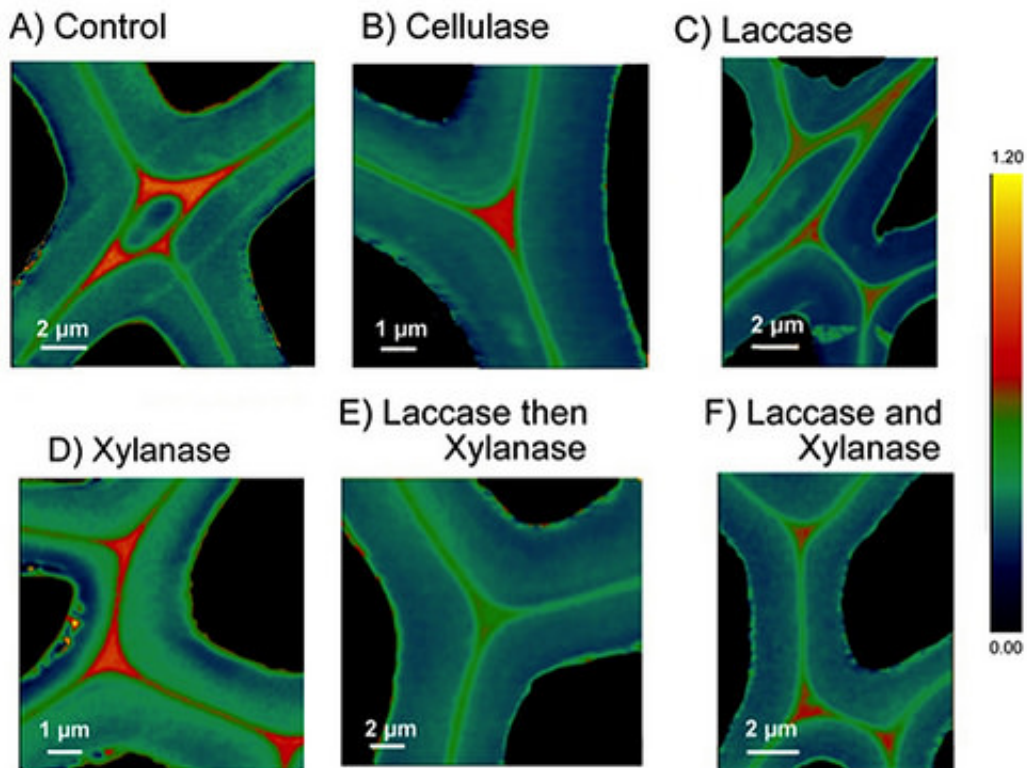 A) Control
B) Cellulase
C) Laccase
2 µm
1 µm
2 µm
1.20
0.00
D) Xylanase
E) Laccase then
Xylanase
F) Laccase and
Xylanase
1 µm
2 µm
2 µm